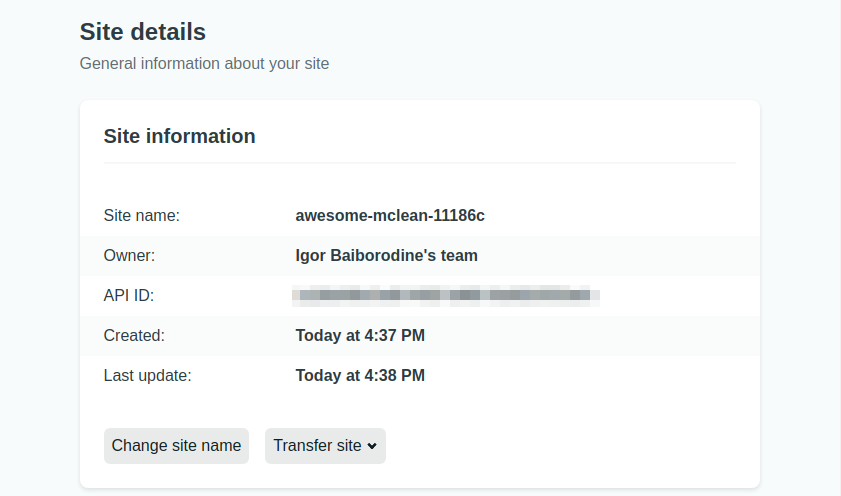 Site details
General information about your site
Site information
Site name: awesome-mclean-11186c
Owner: Igor Baiborodine's team
API ID:
Created: Today at 4:37 PM
Last update: Today at 4:38 PM
Change site name Transfer site